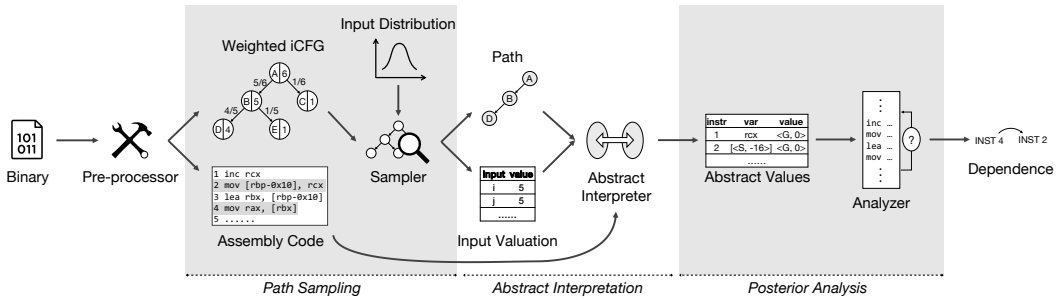 Input Distribution
Weighted iCFG
A 6
5/6
1/6
B 5
C 1
4/5
1/5
D 4
E 1
Path
A
B
D
101
011
Binary
Pre-processor
Sampler
1 inc rcx
2 mov [rbp-0x10], rcx
3 lea rbx, [rbp-0x10]
4 mov rax, [rbx]
5 ......
Assembly Code
Input value
i 5
j 5
......
Input Valuation
Abstract
Interpreter
instr var value
1 rcx <G, 0>
2 [<S, -16>] <G, 0>
......
Abstract Values
inc …
mov …
lea …
mov …
?
Analyzer
INST 4
INST 2
Dependence
Path Sampling
Abstract Interpretation
Posterior Analysis